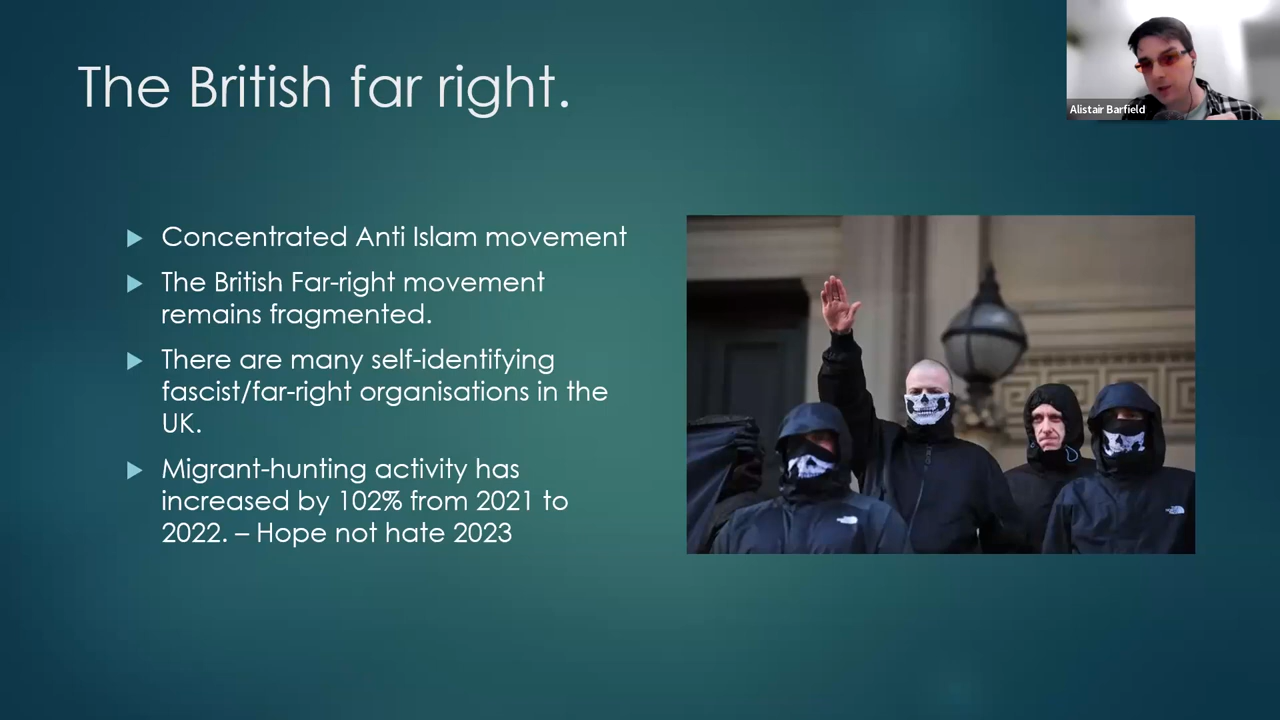 The British far right.
Alistair Barfield
Concentrated Anti Islam movement
The British Far-right movement
remains fragmented.
There are many self-identifying
fascist/far-right organisations in the
UK.
Migrant-hunting activity has
increased by 102% from 2021 to
2022. – Hope not hate 2023